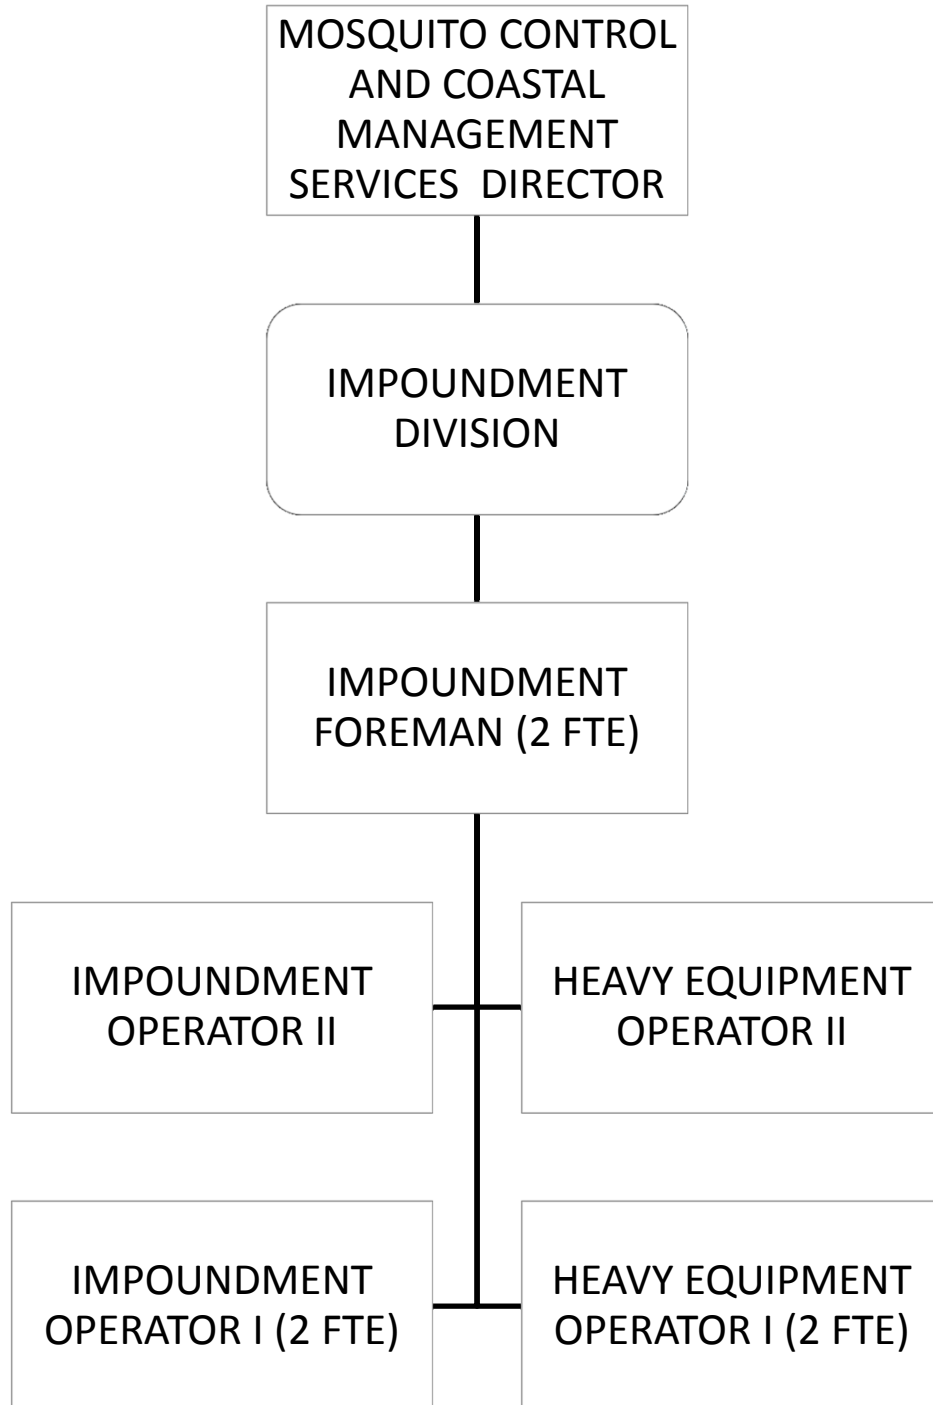 MOSQUITO CONTROL
AND COASTAL
MANAGEMENT
SERVICES  DIRECTOR
IMPOUNDMENT
DIVISION
IMPOUNDMENT
FOREMAN (2 FTE)
IMPOUNDMENT
OPERATOR II
HEAVY EQUIPMENT
OPERATOR II
IMPOUNDMENT
OPERATOR I (2 FTE)
HEAVY EQUIPMENT
OPERATOR I (2 FTE)